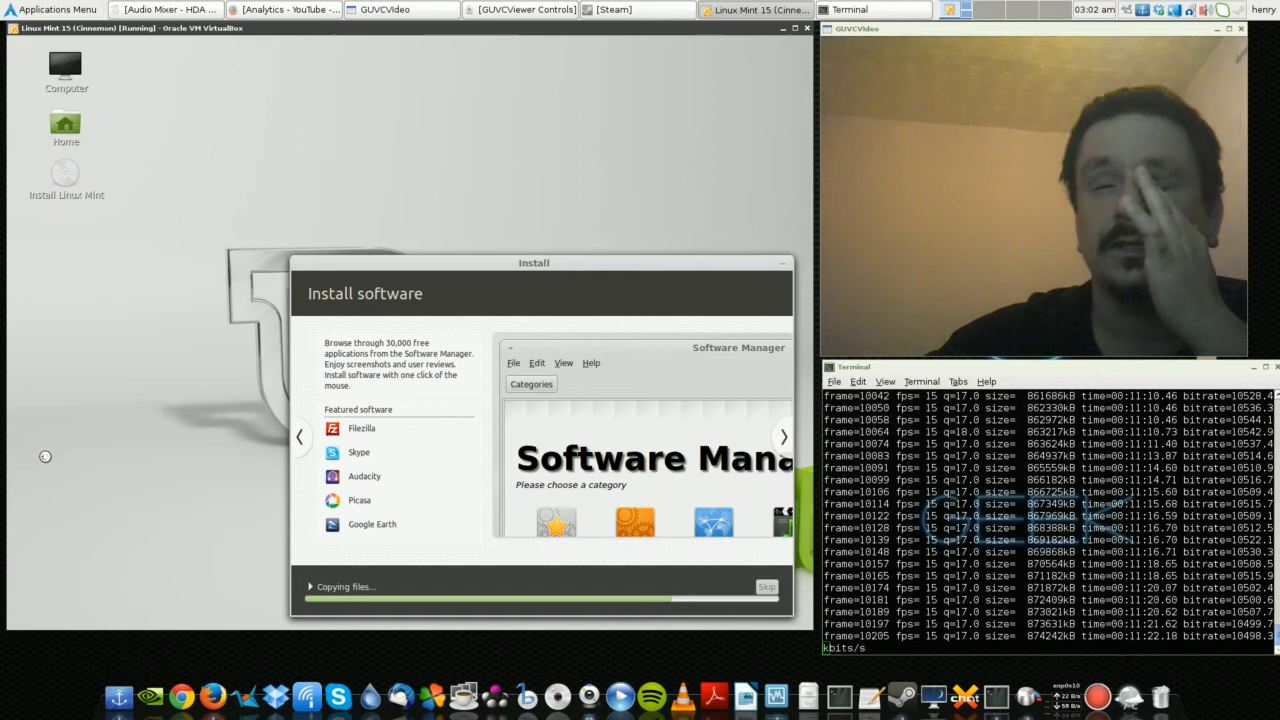 Applications Menu
[Audio Mixer - HDA ...
[Analytics - YouTube -...
GUVCVIdeo
[GUVCViewer Controls]
[Steam]
Linux Mint 15 (Cinne...
Terminal
03:02 am
henry
Linux Mint 15 (Cinnemon) [Running] - Oracle VM VirtualBox
Computer
Home
Install Linux Mint
Install
Install software
Browse through 30,000 free
applications from the Software Manager.
Enjoy screenshots and user reviews.
Install software with one click of the
mouse.
Featured software
Filezilla
Skype
Audacity
Picasa
Google Earth
Software Manager
File Edit View Help
Categories
Software Mana
Please choose a category
Copying files...
Skip
GUVCVideo
Terminal
File Edit View Terminal Tabs Help
frame=10042 fps= 15 q=17.0 size= 861686kB time=00:11:10.46 bitrate=10528.4
frame=10050 fps= 15 q=17.0 size= 862330kB time=00:11:10.46 bitrate=10536.3
frame=10058 fps= 15 q=17.0 size= 862972kB time=00:11:10.46 bitrate=10544.1
frame=10064 fps= 15 q=18.0 size= 863217kB time=00:11:10.73 bitrate=10542.9
frame=10074 fps= 15 q=17.0 size= 863624kB time=00:11:11.40 bitrate=10537.4
frame=10083 fps= 15 q=17.0 size= 864937kB time=00:11:13.87 bitrate=10514.6
frame=10091 fps= 15 q=17.0 size= 865559kB time=00:11:14.60 bitrate=10510.9
frame=10099 fps= 15 q=17.0 size= 866182kB time=00:11:14.71 bitrate=10516.7
frame=10106 fps= 15 q=17.0 size= 866725kB time=00:11:15.60 bitrate=10509.4
frame=10114 fps= 15 q=17.0 size= 867349kB time=00:11:15.68 bitrate=10515.7
frame=10122 fps= 15 q=17.0 size= 867969kB time=00:11:16.59 bitrate=10509.1
frame=10128 fps= 15 q=17.0 size= 868388kB time=00:11:16.70 bitrate=10512.5
frame=10139 fps= 15 q=17.0 size= 869182kB time=00:11:16.70 bitrate=10522.1
frame=10148 fps= 15 q=17.0 size= 869868kB time=00:11:16.71 bitrate=10530.3
frame=10157 fps= 15 q=17.0 size= 870564kB time=00:11:18.65 bitrate=10508.5
frame=10165 fps= 15 q=17.0 size= 871182kB time=00:11:18.65 bitrate=10515.9
frame=10174 fps= 15 q=17.0 size= 871872kB time=00:11:20.07 bitrate=10502.4
frame=10181 fps= 15 q=17.0 size= 872409kB time=00:11:20.60 bitrate=10500.6
frame=10189 fps= 15 q=17.0 size= 873021kB time=00:11:20.62 bitrate=10507.7
frame=10197 fps= 15 q=17.0 size= 873631kB time=00:11:21.62 bitrate=10499.7
frame=10205 fps= 15 q=17.0 size= 874242kB time=00:11:22.18 bitrate=10498.3
kbits/s
GEEK
chat
enp0s10
22 B/s
58 B/s